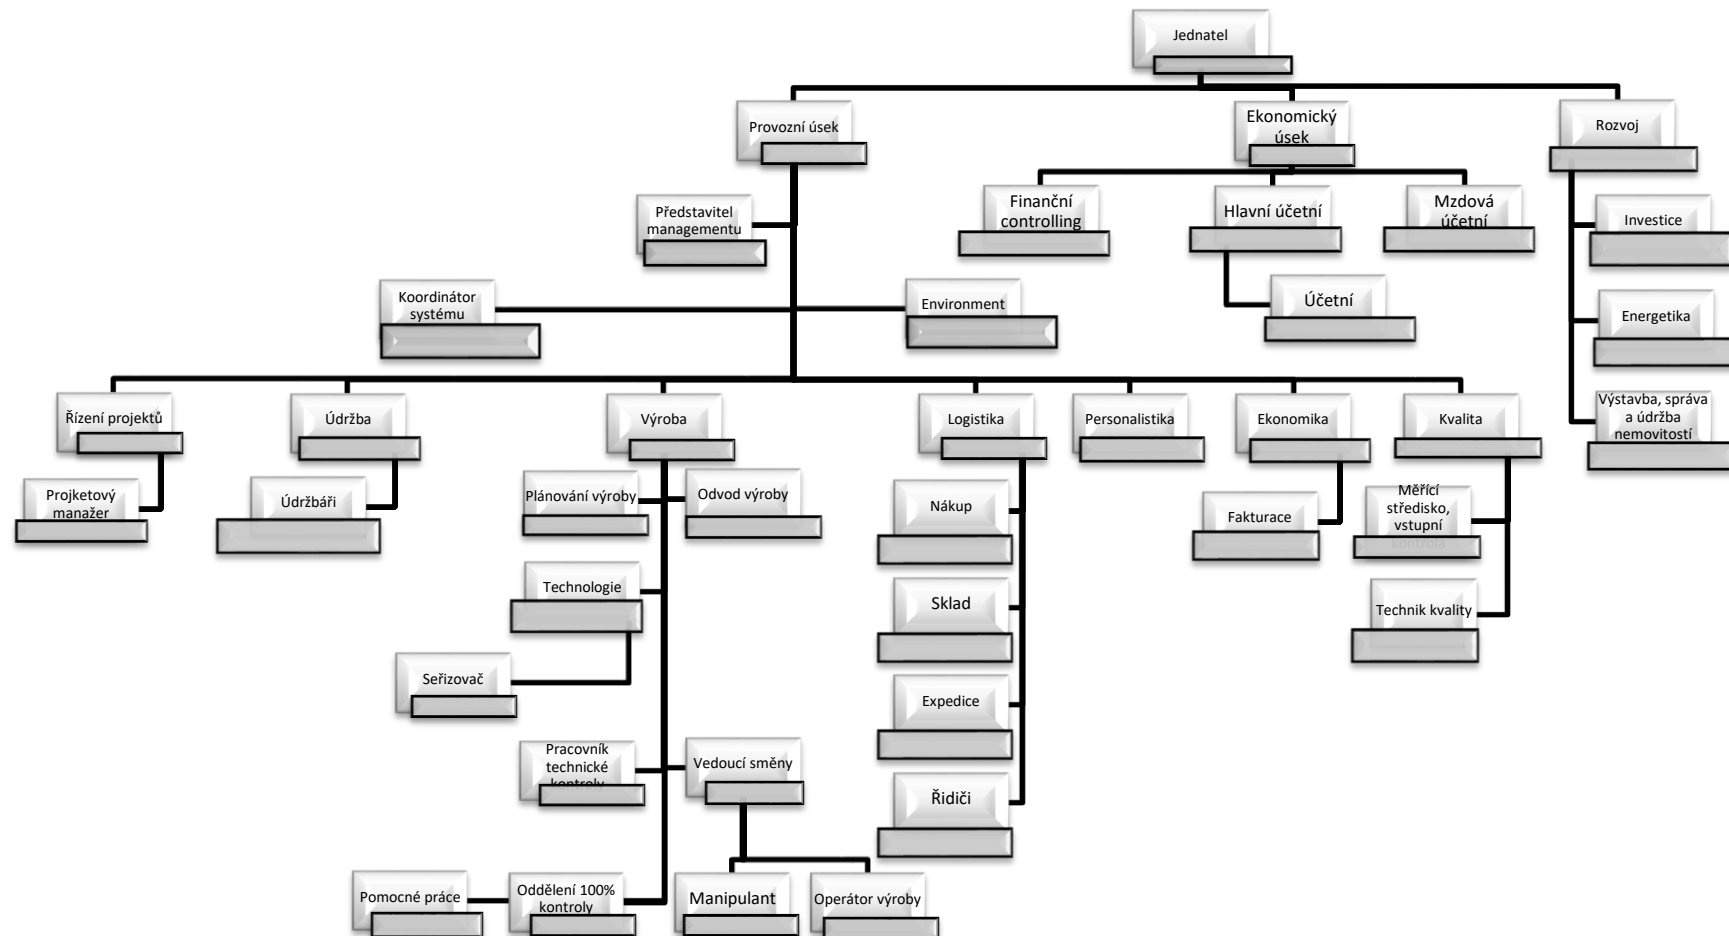 Jednatel
Provozní úsek
Ekonomický
úsek
Rozvoj
Představitel
managementu
Finanční
controlling
Hlavní účetní
Mzdová
účetní
Investice
Koordinátor
systému
Environment
Účetní
Energetika
Řízení projektů
Údržba
Výroba
Logistika
Personalistika
Ekonomika
Kvalita
Výstavba, správa
a údržba
nemovitostí
Projketový
manažer
Údržbáři
Plánování výroby
Odvod výroby
Nákup
Fakturace
Měřící
středisko,
vstupní
kontrola
Technologie
Sklad
Technik kvality
Seřizovač
Expedice
Pracovník
technické
kontroly
Vedoucí směny
Řidiči
Pomocné práce
Oddělení 100%
kontroly
Manipulant
Operátor výroby